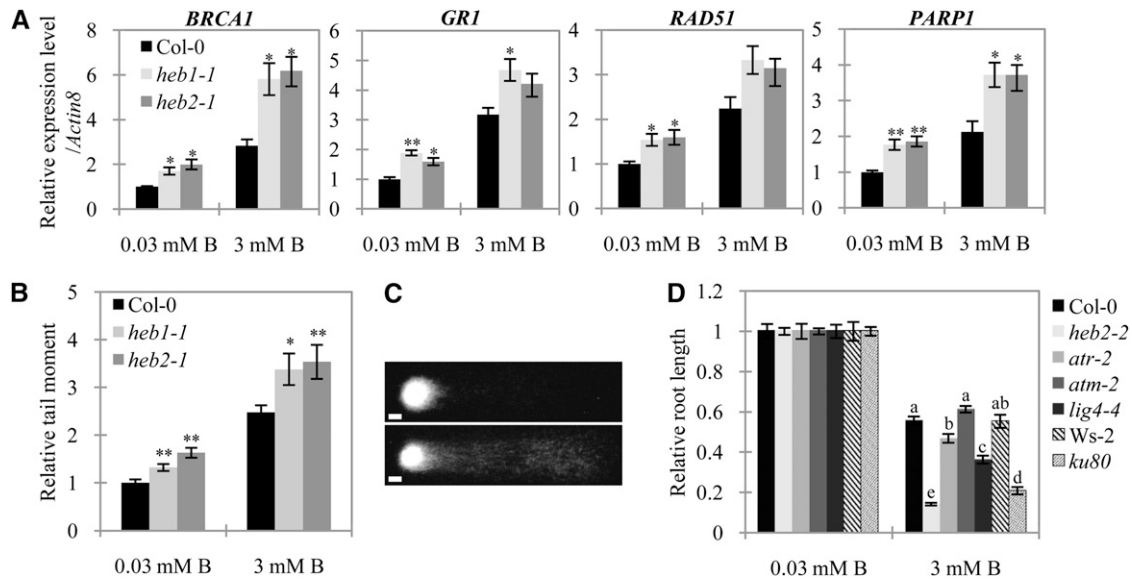 A
BRCA1
GR1
RAD51
PARP1
Relative expression level
/Actin8
8
6
4
2
0
Col-0
heb1-1
heb2-1
* *
* *
0.03 mM B 3 mM B
6
5
4
3
2
1
0
** *
*
0.03 mM B 3 mM B
4
3
2
1
0
* *
0.03 mM B 3 mM B
5
4
3
2
1
0
** **
* *
0.03 mM B 3 mM B
B
Relative tail moment
5
4
3
2
1
0
Col-0
heb1-1
heb2-1
** **
* **
0.03 mM B 3 mM B
C
D
Relative root length
1.2
1
0.8
0.6
0.4
0.2
0
a e b a c ab d
0.03 mM B 3 mM B
Col-0
heb2-2
atr-2
atm-2
lig4-4
Ws-2
ku80